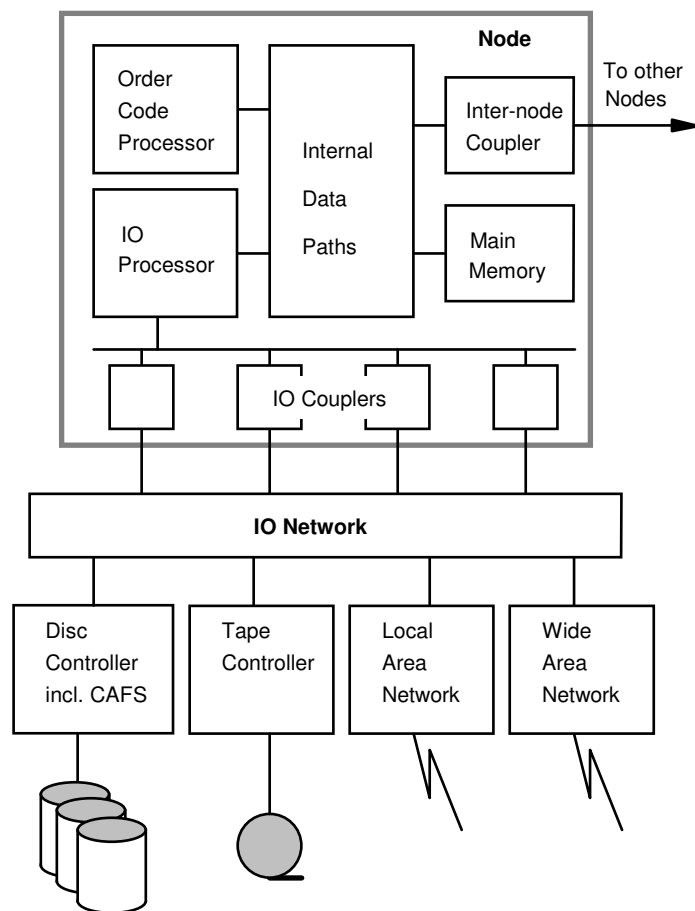 Node
Order
Code
Processor
Internal
Data
Paths
Inter-node
Coupler
To other
Nodes
IO
Processor
Main
Memory
IO Couplers
IO Network
Disc
Controller
incl. CAFS
Tape
Controller
Local
Area
Network
Wide
Area
Network